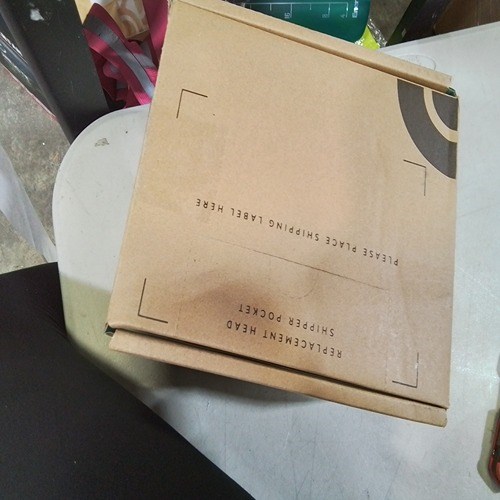 REPLACEMENT HEAD
SHIPPER POCKET
PLEASE PLACE SHIPPING LABEL HERE